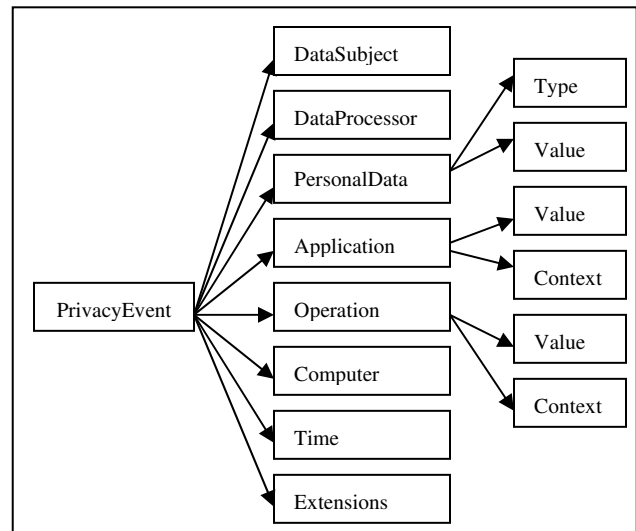 PrivacyEvent
DataSubject
DataProcessor
PersonalData
Application
Operation
Computer
Time
Extensions
Type
Value
Value
Context
Value
Context